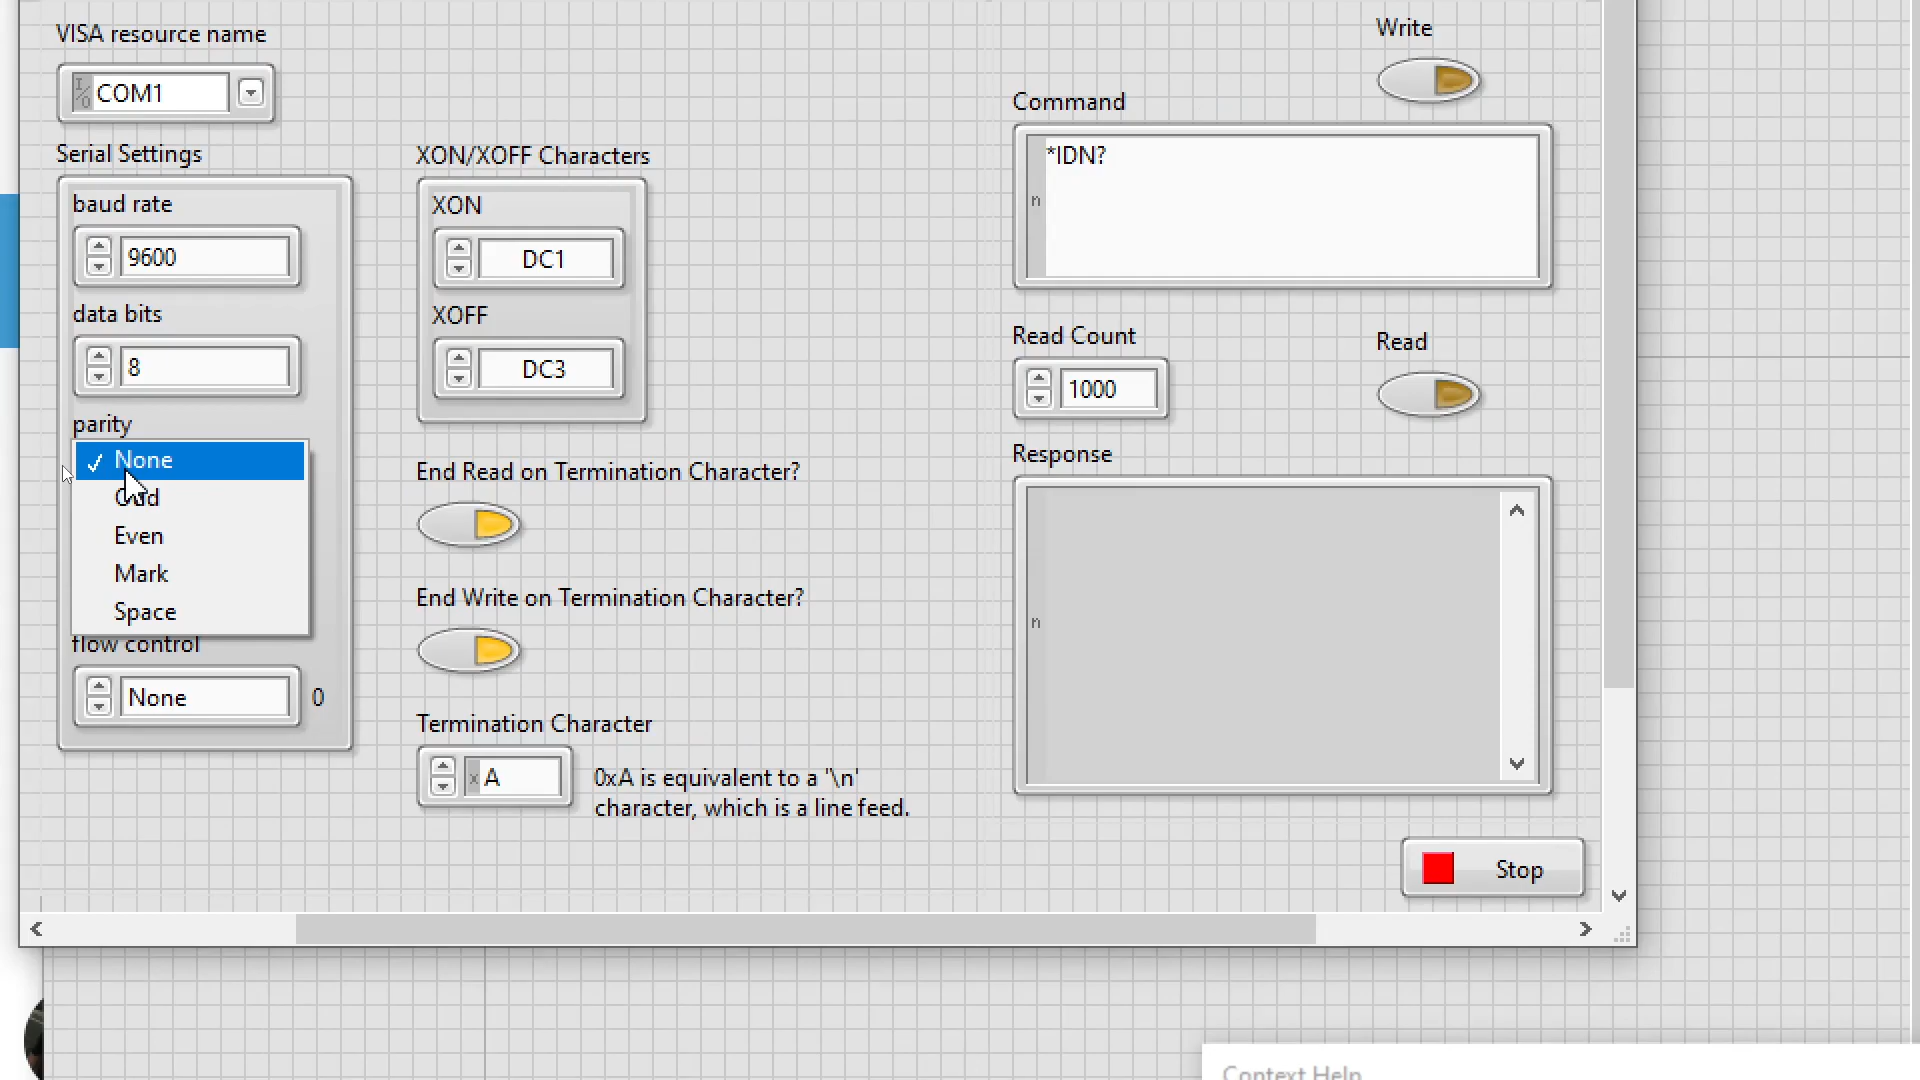 VISA resource name
COM1
Serial Settings
baud rate
9600
data bits
8
parity
✓ None
Odd
Even
Mark
Space
flow control
None 0
XON/XOFF Characters
XON
DC1
XOFF
DC3
End Read on Termination Character?
End Write on Termination Character?
Termination Character
x A
0xA is equivalent to a '\n'
character, which is a line feed.
Write
Command
*IDN?
n
Read Count
1000
Read
Response
n
Stop
Context Help